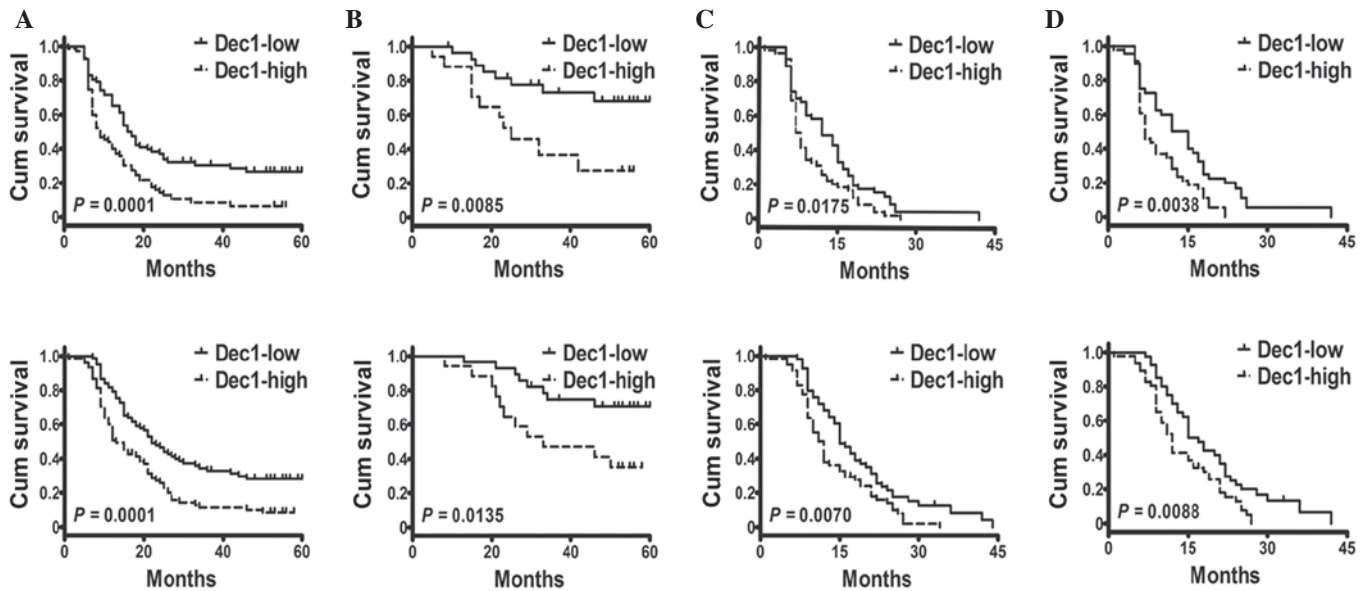 A
1.0
0.8
0.6
0.4
0.2
0
Cum survival
Dec1-low
Dec1-high
P = 0.0001
0 20 40 60
Months
B
1.0
0.8
0.6
0.4
0.2
0
Cum survival
Dec1-low
Dec1-high
P = 0.0085
0 20 40 60
Months
C
1.0
0.8
0.6
0.4
0.2
0
Cum survival
Dec1-low
Dec1-high
P = 0.0175
0 15 30 45
Months
D
1.0
0.8
0.6
0.4
0.2
0
Cum survival
Dec1-low
Dec1-high
P = 0.0038
0 15 30 45
Months
1.0
0.8
0.6
0.4
0.2
0
Cum survival
Dec1-low
Dec1-high
P = 0.0001
0 20 40 60
Months
1.0
0.8
0.6
0.4
0.2
0
Cum survival
Dec1-low
Dec1-high
P = 0.0135
0 20 40 60
Months
1.0
0.8
0.6
0.4
0.2
0
Cum survival
Dec1-low
Dec1-high
P = 0.0070
0 15 30 45
Months
1.0
0.8
0.6
0.4
0.2
0
Cum survival
Dec1-low
Dec1-high
P = 0.0088
0 15 30 45
Months